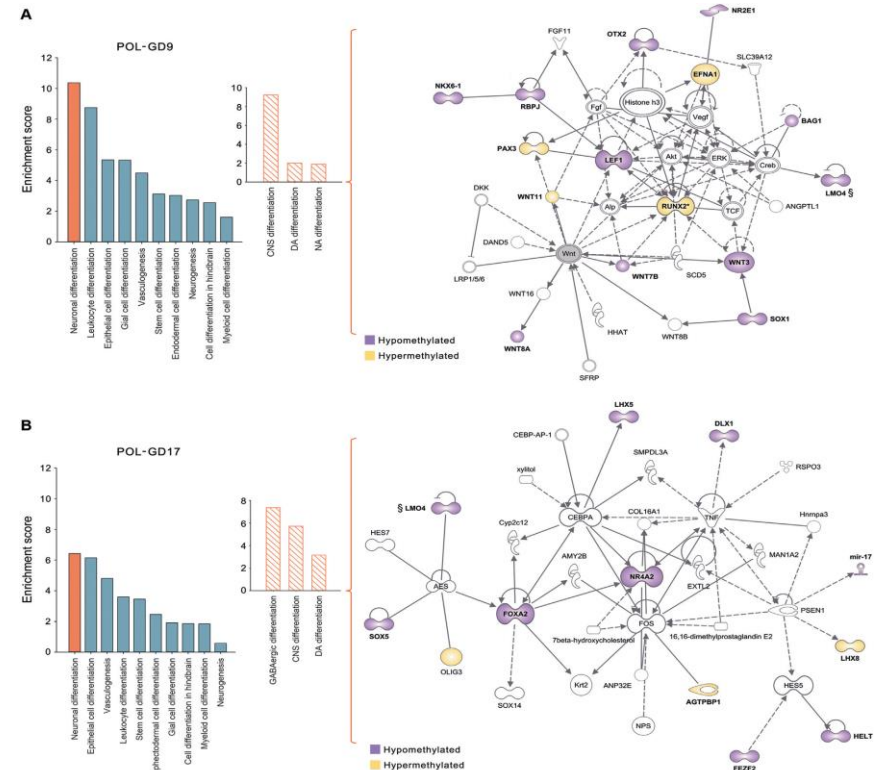 A
POL-GD9
Enrichment score
12
10
8
6
4
2
0
Neuronal differentiation
Leukocyte differentiation
Epithelial cell differentiation
Gial cell differentiation
Vasculogenesis
Stem cell differentiation
Endodermal cell differentiation
Neurogenesis
Cell differentiation in hindbrain
Myeloid cell differentiation
10
8
6
4
2
0
CNS differentiation
DA differentiation
NA differentiation
NR2E1
OTX2
FGF11
SLC39A12
EFNA1
NKX6-1
RBPJ
Fgf
Histone h3
Vegf
BAG1
PAX3
LEF1
Akt
ERK
Creb
LMO4 §
DKK
WNT11
Alp
RUNX2*
TCF
ANGPTL1
DAND5
Wnt
WNT7B
SCD5
WNT3
LRP1/5/6
WNT16
SOX1
HHAT
WNT8B
WNT8A
SFRP
Hypomethylated
Hypermethylated
B
POL-GD17
Enrichment score
12
10
8
6
4
2
0
Neuronal differentiation
Epithelial cell differentiation
Vasculogenesis
Leukocyte differentiation
Stem cell differentiation
phectodermal cell differentiation
Gial cell differentiation
Cell differentiation in hindbrain
Myeloid cell differentiation
Neurogenesis
8
6
4
2
0
GABAergic differentiation
CNS differentiation
DA differentiation
LHX5
DLX1
CEBP-AP-1
SMPDL3A
RSPO3
xylitol
§ LMO4
COL16A1
TNF
Hnrnpa3
HES7
Cyp2c12
CEBPA
mir-17
AMY2B
MAN1A2
AES
NR4A2
EXTL2
FOXA2
FOS
PSEN1
SOX5
7beta-hydroxycholesterol
16,16-dimethylprostaglandin E2
OLIG3
LHX8
Krt2
ANP32E
HES5
SOX14
AGTPBP1
NPS
HELT
FEZF2
Hypomethylated
Hypermethylated